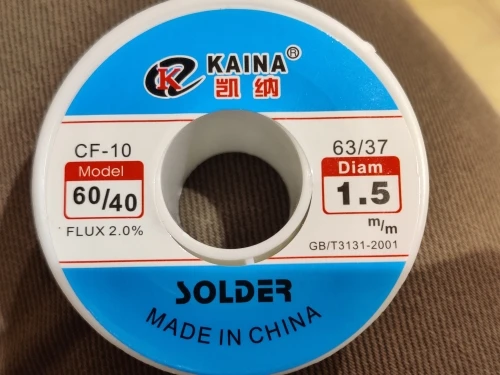 KAINA®
凯纳
CF-10
Model
60/40
FLUX 2.0%
63/37
Diam
1.5
m/m
GB/T3131-2001
SOLDER
MADE IN CHINA